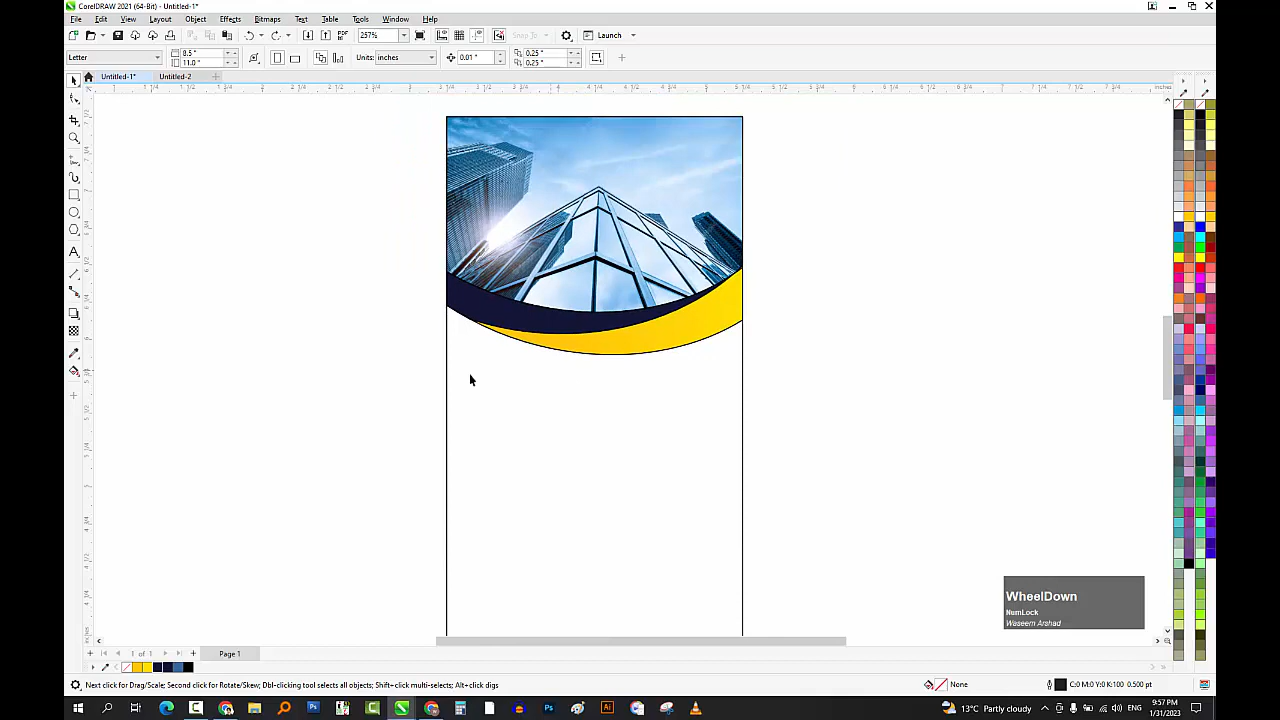 CorelDRAW 2021 (64-Bit) - Untitled-1*
File Edit View Layout Object Effects Bitmaps Text Table Tools Window Help
257% Snap To Launch
Letter 8.5 " 11.0 " Units: inches 0.01 " 0.25 " 0.25 "
Untitled-1* Untitled-2
inches
WheelDown
NumLock
Waseem Arshad
1 of 1 Page 1
Next click for Drag/Scale; Second click for Rotate/Skew; Dbl-clicking tool selects all objects; Shift+click multi-selects; Alt+click digs None C:0 M:0 Y:0 K:100 0.500 pt
13°C Partly cloudy ENG 9:57 PM
1/31/2023